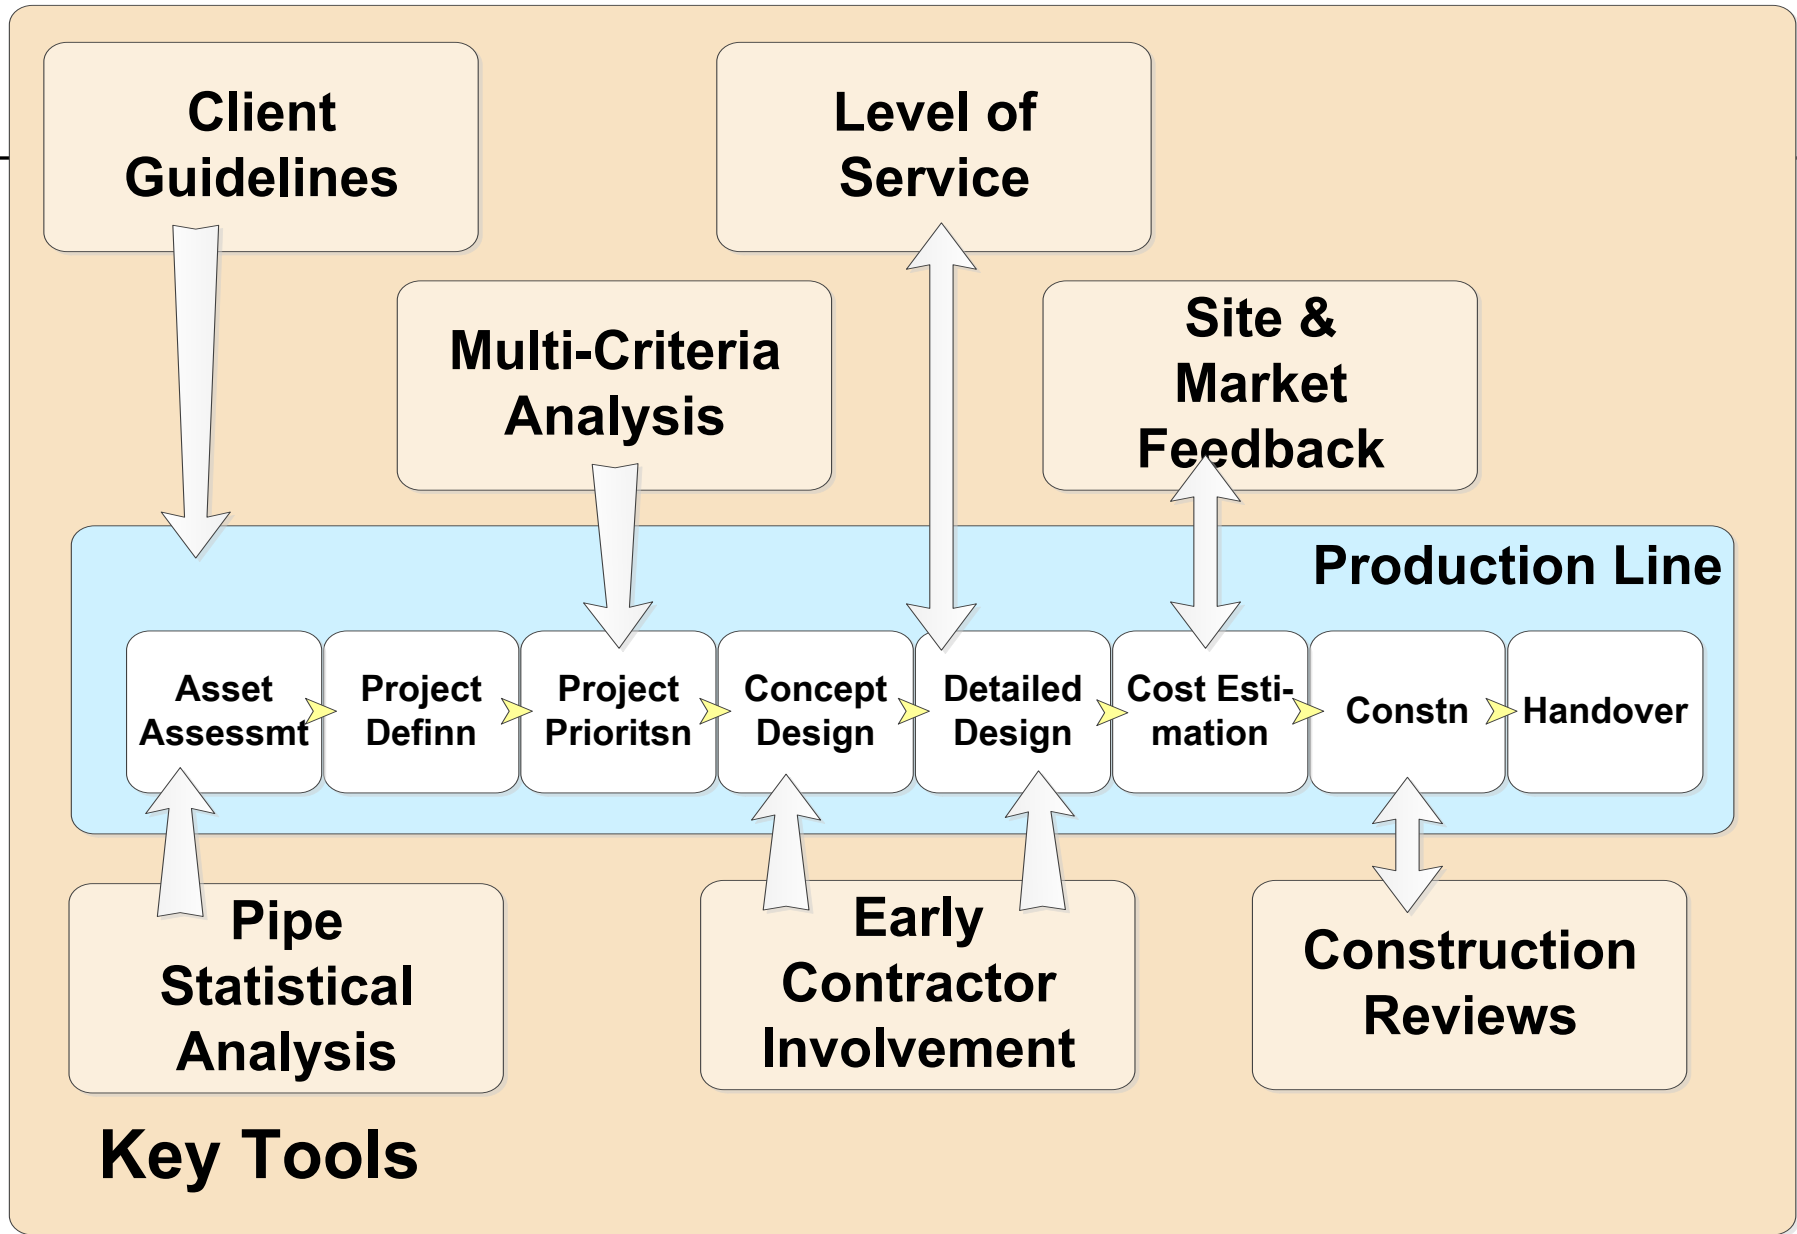 Client
Guidelines
Level of
Service
Multi-Criteria
Analysis
Site &
Market
Feedback
Production Line
Asset
Assessmt
Project
Definn
Project
Prioritsn
Concept
Design
Detailed
Design
Cost Esti-
mation
Constn
Handover
Pipe
Statistical
Analysis
Early
Contractor
Involvement
Construction
Reviews
Key Tools